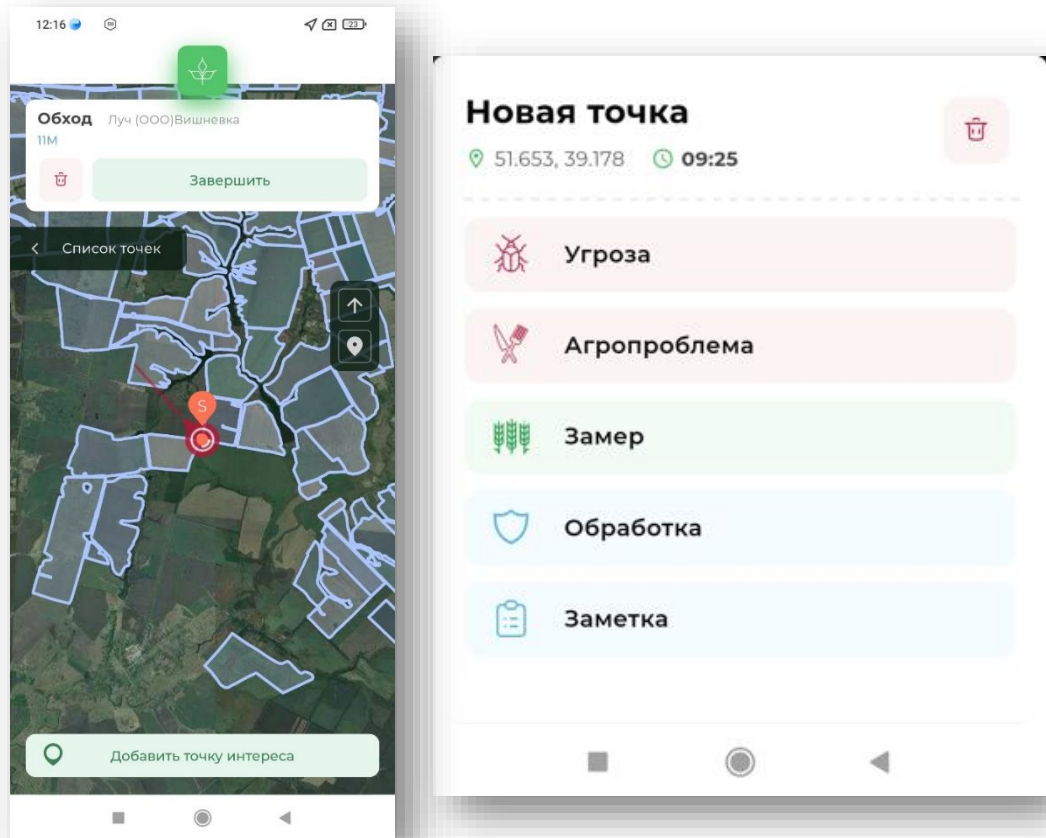 12:16
23
Обход Луч (ООО)Вишневка
11М
Завершить
Список точек
S
Добавить точку интереса
Новая точка
51.653, 39.178 09:25
Угроза
Агропроблема
Замер
Обработка
Заметка